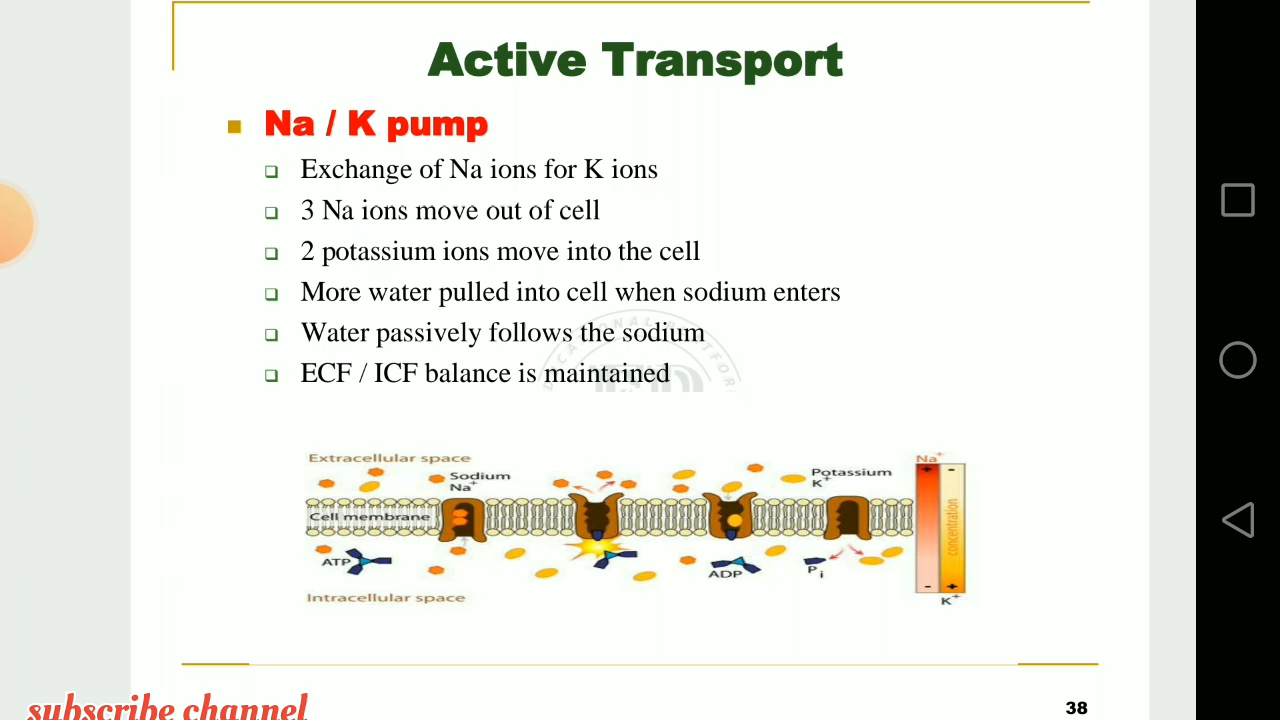 Active Transport
Na / K pump
Exchange of Na ions for K ions
3 Na ions move out of cell
2 potassium ions move into the cell
More water pulled into cell when sodium enters
Water passively follows the sodium
ECF / ICF balance is maintained
Extracellular space
Sodium
Na+
Potassium
K+
Na+
+ -
Cell membrane
concentration
ATP
ADP
Pi
- +
K+
Intracellular space
subscribe channel
38